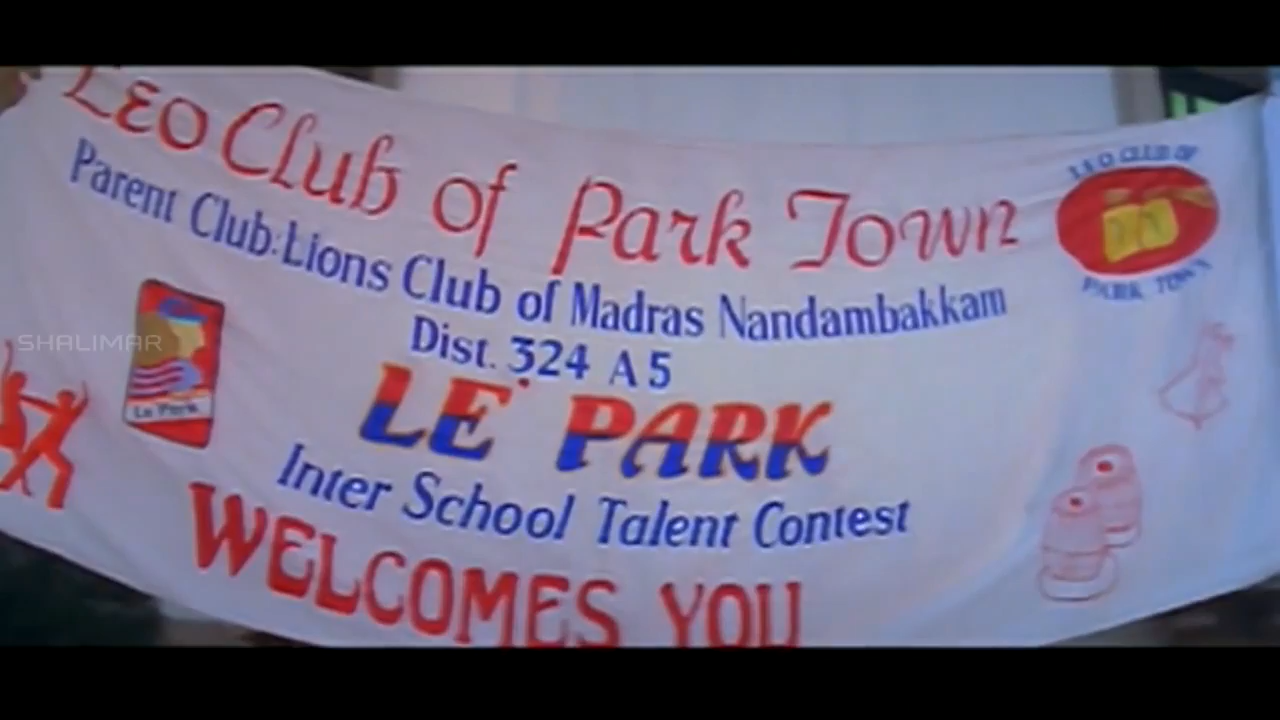 Leo Club of Park Town
Parent Club:Lions Club of Madras Nandambakkam
Dist. 324 A 5
LE' PARK
Inter School Talent Contest
WELCOMES YOU
LEO CLUB OF
PARK TOWN
Le Park
SHALIMAR